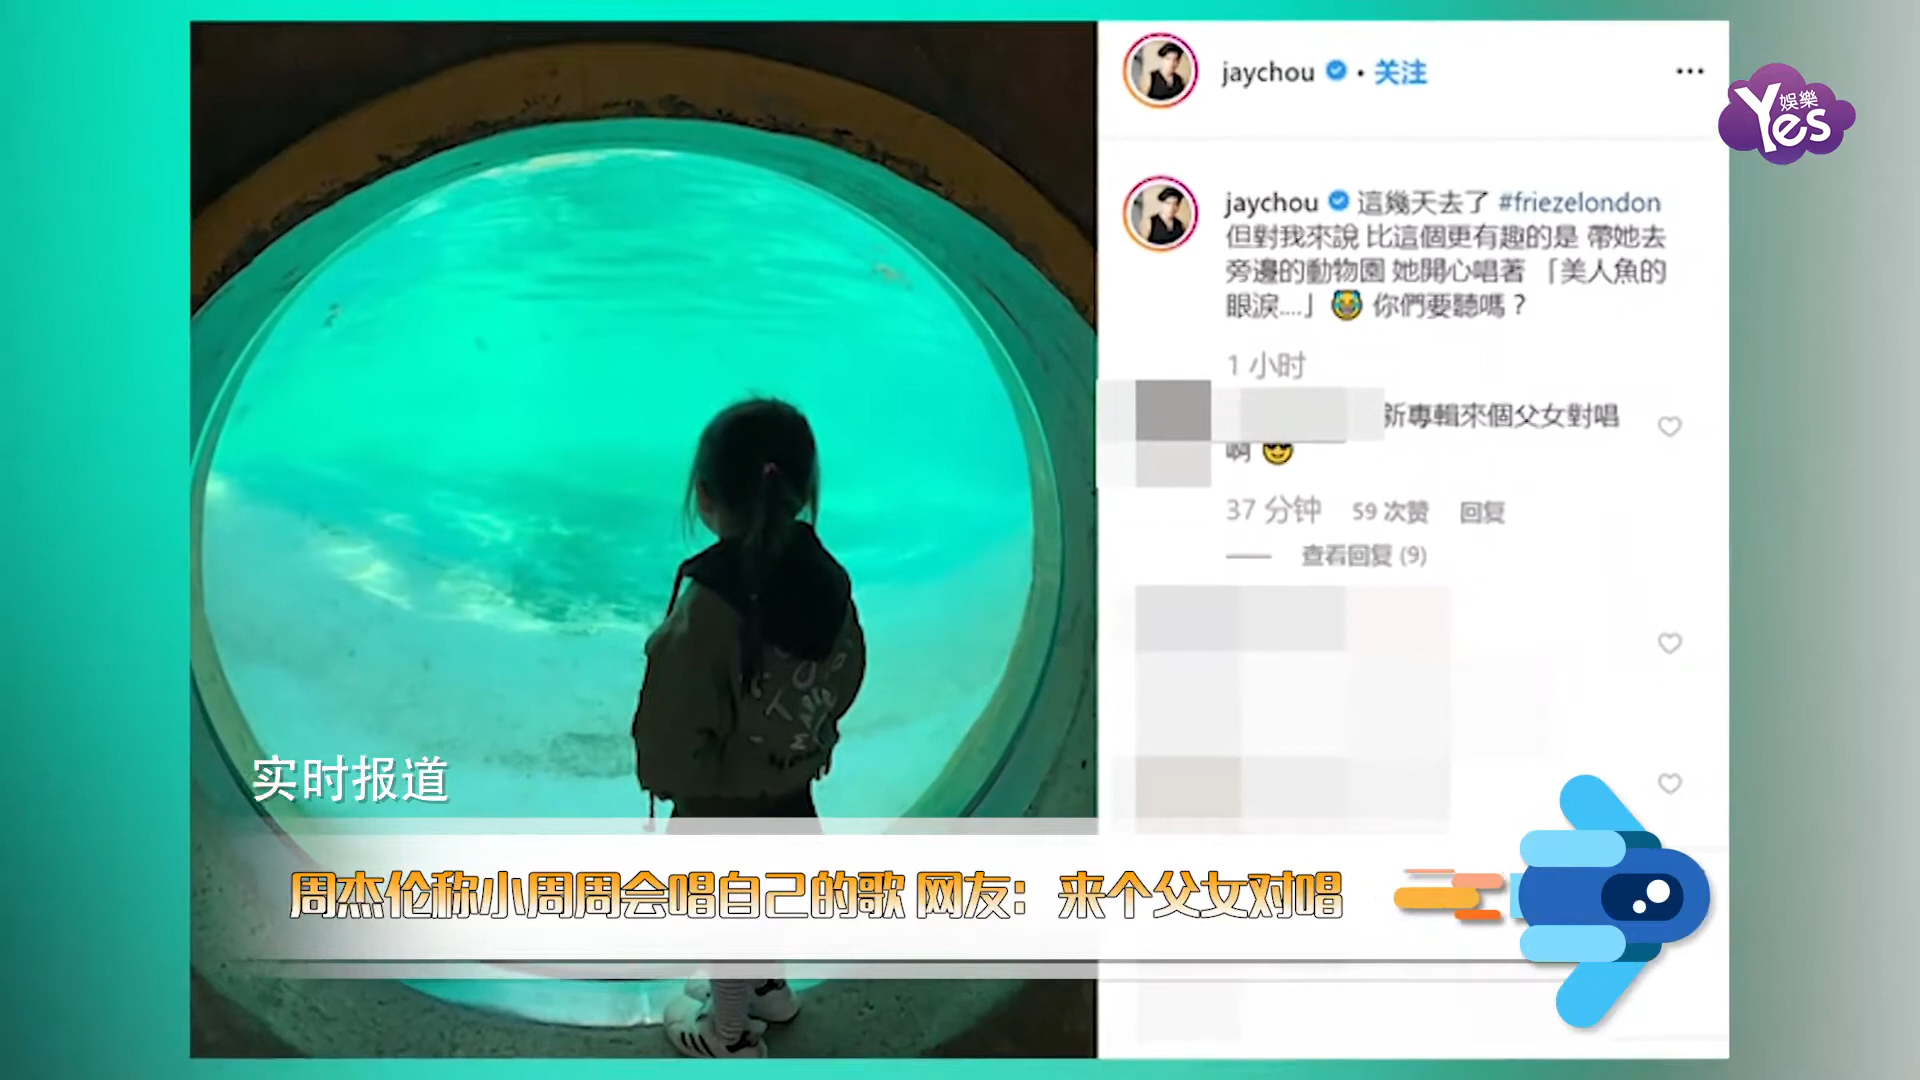 jaychou • 关注
娛樂
Yes
jaychou 這幾天去了 #friezelondon
但對我來說 比這個更有趣的是 帶她去
旁邊的動物園 她開心唱著 「美人魚的
眼淚....」 你們要聽嗎？
1 小时
新專輯來個父女對唱
啊
37 分钟 59 次赞 回复
查看回复 (9)
实时报道
周杰伦称小周周会唱自己的歌 网友：来个父女对唱